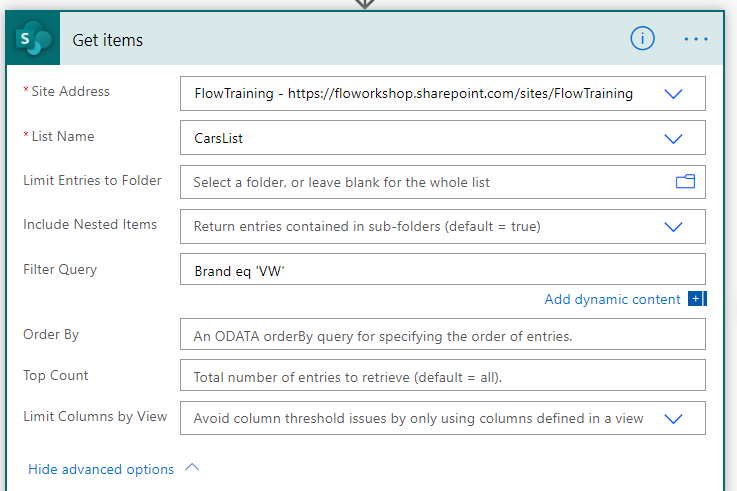 S
Get items
* Site Address
FlowTraining - https://floworkshop.sharepoint.com/sites/FlowTraining
* List Name
CarsList
Limit Entries to Folder
Select a folder, or leave blank for the whole list
Include Nested Items
Return entries contained in sub-folders (default = true)
Filter Query
Brand eq 'VW'
Add dynamic content
Order By
An ODATA orderBy query for specifying the order of entries.
Top Count
Total number of entries to retrieve (default = all).
Limit Columns by View
Avoid column threshold issues by only using columns defined in a view
Hide advanced options